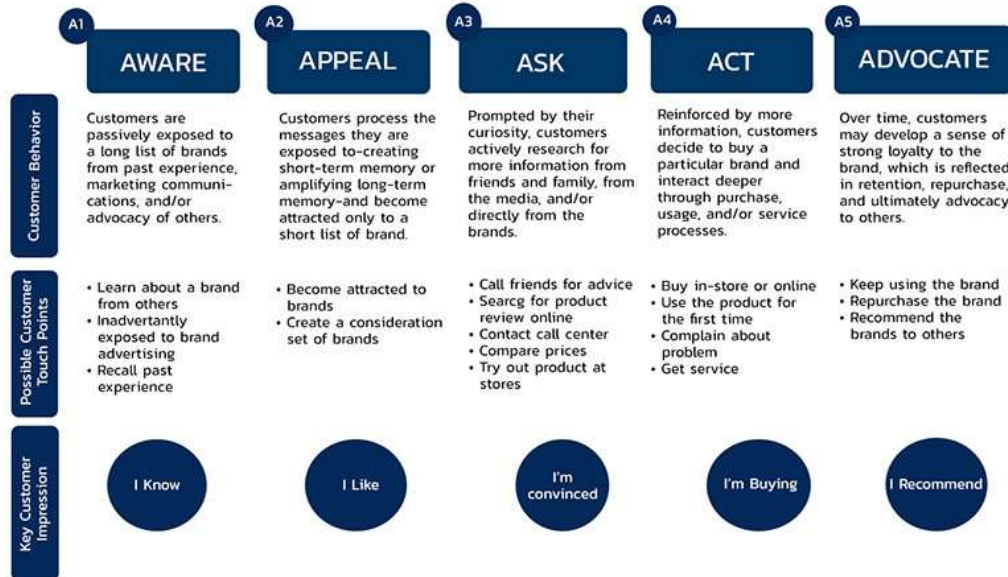 A1
AWARE
A2
APPEAL
A3
ASK
A4
ACT
A5
ADVOCATE
Customer Behavior
Customers are
passively exposed to
a long list of brands
from past experience,
marketing communi-
cations, and/or
advocacy of others.
Customers process the
messages they are
exposed to-creating
short-term memory or
amplifying long-term
memory-and become
attracted only to a
short list of brand.
Prompted by their
curiosity, customers
actively research for
more information from
friends and family, from
the media, and/or
directly from the
brands.
Reinforced by more
information, customers
decide to buy a
particular brand and
interact deeper
through purchase,
usage, and/or service
processes.
Over time, customers
may develop a sense of
strong loyalty to the
brand, which is reflected
in retention, repurchase,
and ultimately advocacy
to others.
Possible Customer
Touch Points
• Learn about a brand
from others
• Inadvertantly
exposed to brand
advertising
• Recall past
experience
• Become attracted to
brands
• Create a consideration
set of brands
• Call friends for advice
• Searcg for product
review online
• Contact call center
• Compare prices
• Try out product at
stores
• Buy in-store or online
• Use the product for
the first time
• Complain about
problem
• Get service
• Keep using the brand
• Repurchase the brand
• Recommend the
brands to others
Key Customer
Impression
I Know
I Like
I'm
convinced
I'm Buying
I Recommend